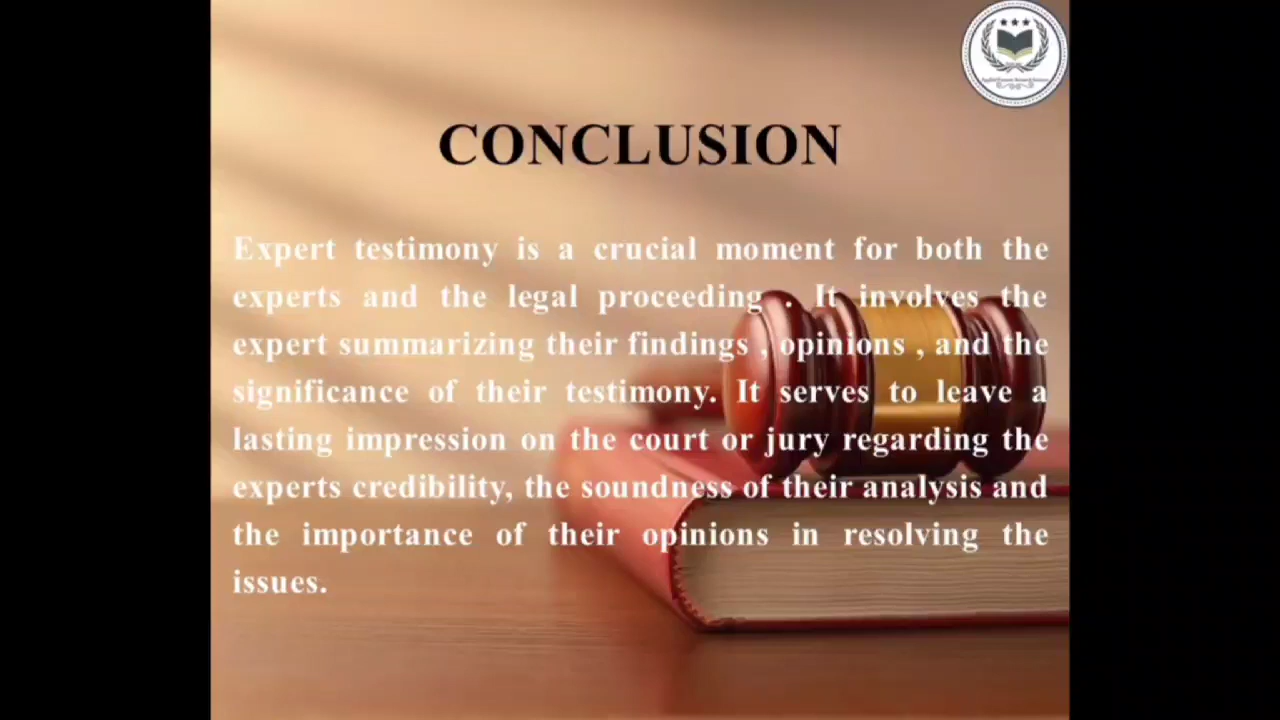 CONCLUSION
Expert testimony is a crucial moment for both the
experts and the legal proceeding . It involves the
expert summarizing their findings , opinions , and the
significance of their testimony. It serves to leave a
lasting impression on the court or jury regarding the
experts credibility, the soundness of their analysis and
the importance of their opinions in resolving the
issues.